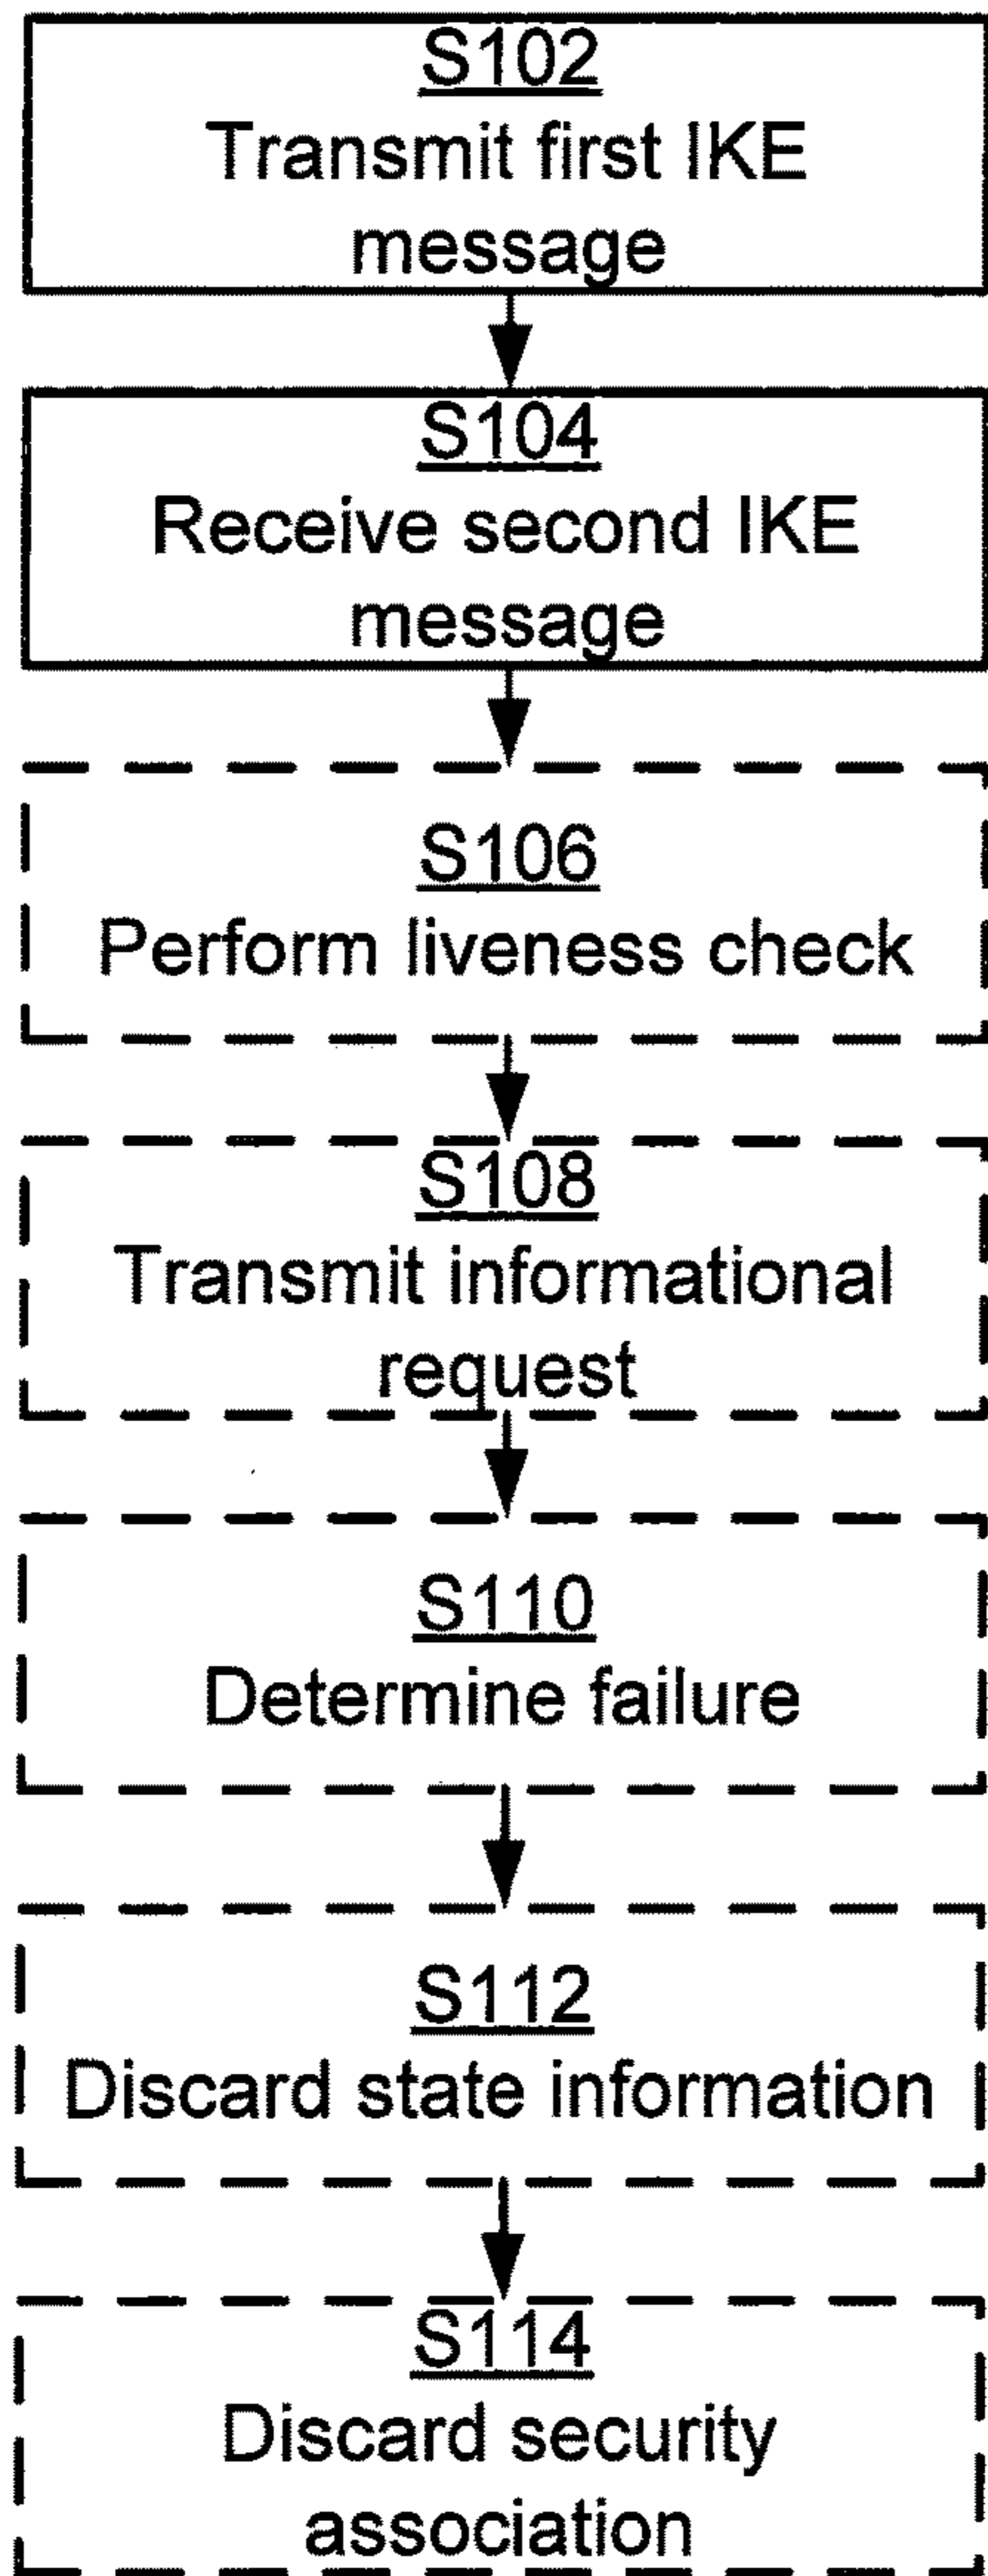 S102
Transmit first IKE
message
S104
Receive second IKE
message
S106
Perform liveness check
S108
Transmit informational
request
S110
Determine failure
S112
Discard state information
S114
Discard security
association